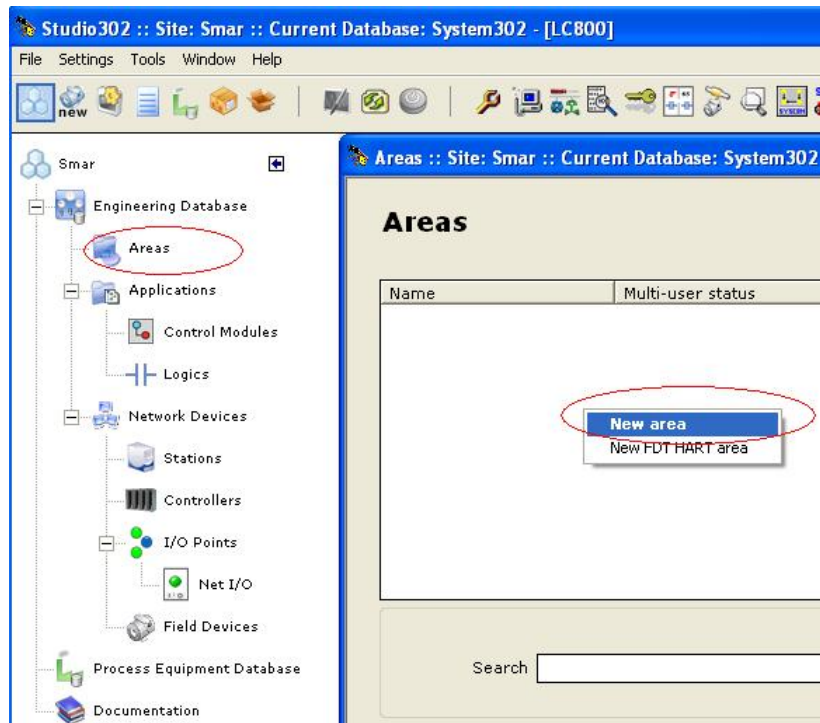 Studio302 :: Site: Smar :: Current Database: System302 - [LC800]
File Settings Tools Window Help
new
SYSCON
Smar
Engineering Database
Areas
Applications
Control Modules
Logics
Network Devices
Stations
Controllers
I/O Points
Net I/O
Field Devices
Process Equipment Database
Documentation
Areas :: Site: Smar :: Current Database: System302
Areas
Name Multi-user status
New area
New FDT HART area
Search